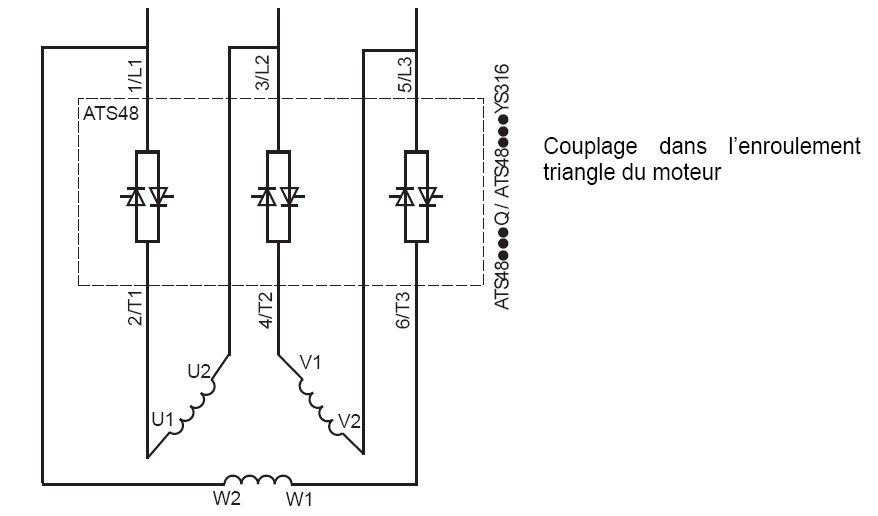 1/L1
3/L2
5/L3
ATS48
ATS48●●●Q / ATS48●●●YS316
Couplage dans l’enroulement
triangle du moteur
2/T1
4/T2
6/T3
U2
V1
U1
V2
W2
W1